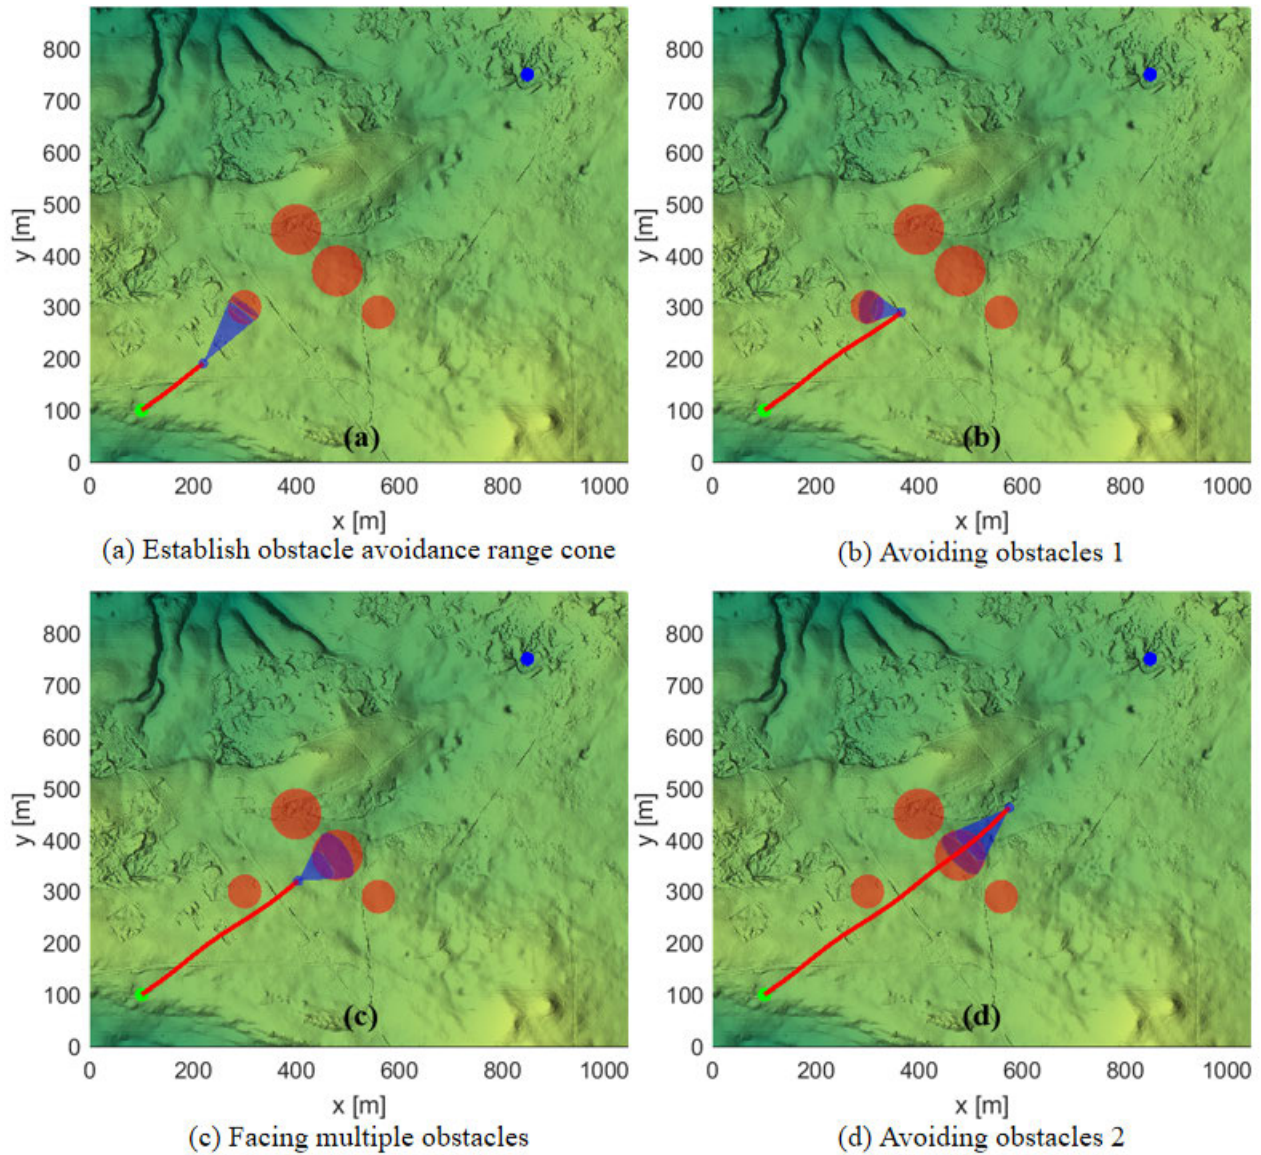 800
700
600
500
400
300
200
100
0
y [m]
(a)
0 200 400 600 800 1000
x [m]
(a) Establish obstacle avoidance range cone
800
700
600
500
400
300
200
100
0
y [m]
(b)
0 200 400 600 800 1000
x [m]
(b) Avoiding obstacles 1
800
700
600
500
400
300
200
100
0
y [m]
(c)
0 200 400 600 800 1000
x [m]
(c) Facing multiple obstacles
800
700
600
500
400
300
200
100
0
y [m]
(d)
0 200 400 600 800 1000
x [m]
(d) Avoiding obstacles 2